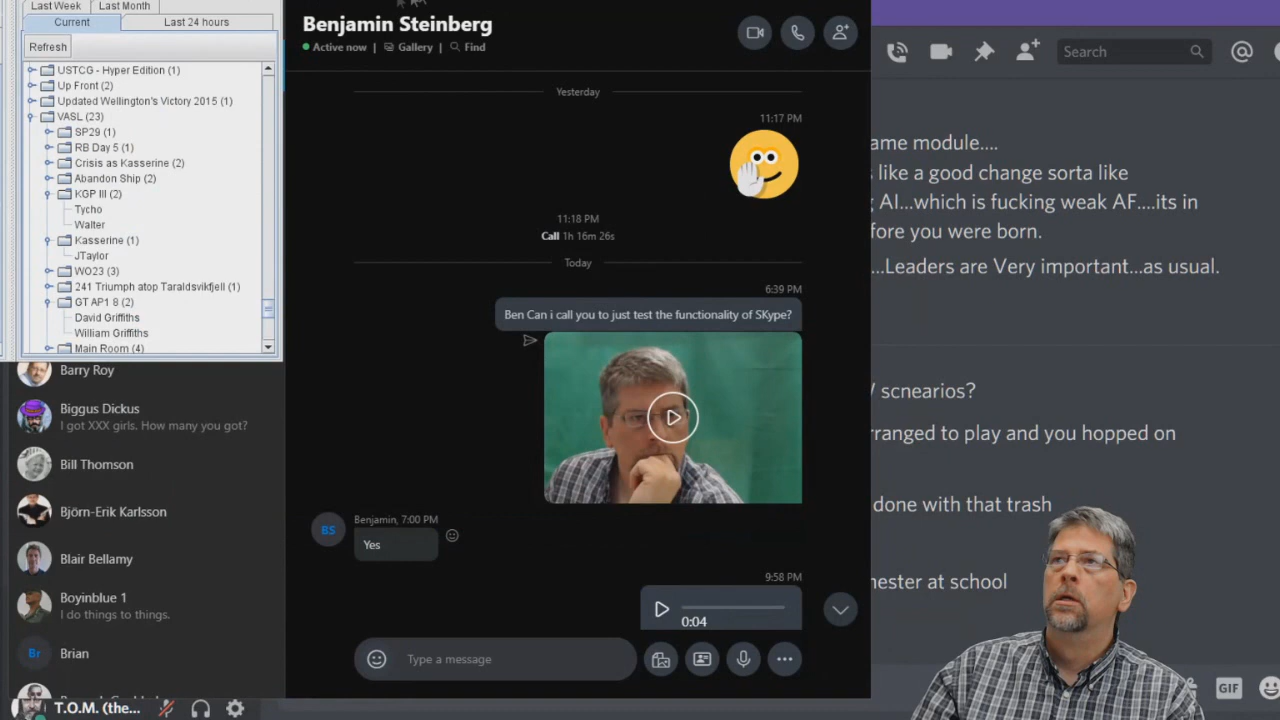 Last Week
Last Month
Current
Last 24 hours
Refresh
USTCG - Hyper Edition (1)
Up Front (2)
Updated Wellington's Victory 2015 (1)
VASL (23)
SP29 (1)
RB Day 5 (1)
Crisis as Kasserine (2)
Abandon Ship (2)
KGP III (2)
Tycho
Walter
Kasserine (1)
JTaylor
WO23 (3)
241 Triumph atop Taraldsvikfjell (1)
GT AP1 8 (2)
David Griffiths
William Griffiths
Main Room (4)
Barry Roy
Biggus Dickus
I got XXX girls. How many you got?
Bill Thomson
Björn-Erik Karlsson
Blair Bellamy
Boyinblue 1
I do things to things.
Br
Brian
T.O.M. (the...
Benjamin Steinberg
Active now | Gallery | Find
Yesterday
11:17 PM
11:18 PM
Call 1h 16m 26s
Today
6:39 PM
Ben Can i call you to just test the functionality of SKype?
BS
Benjamin, 7:00 PM
Yes
9:58 PM
0:04
Type a message
Search
ame module....
like a good change sorta like
g AI...which is fucking weak AF....its in
fore you were born.
...Leaders are Very important...as usual.
/ scnearios?
rranged to play and you hopped on
done with that trash
nester at school
GIF